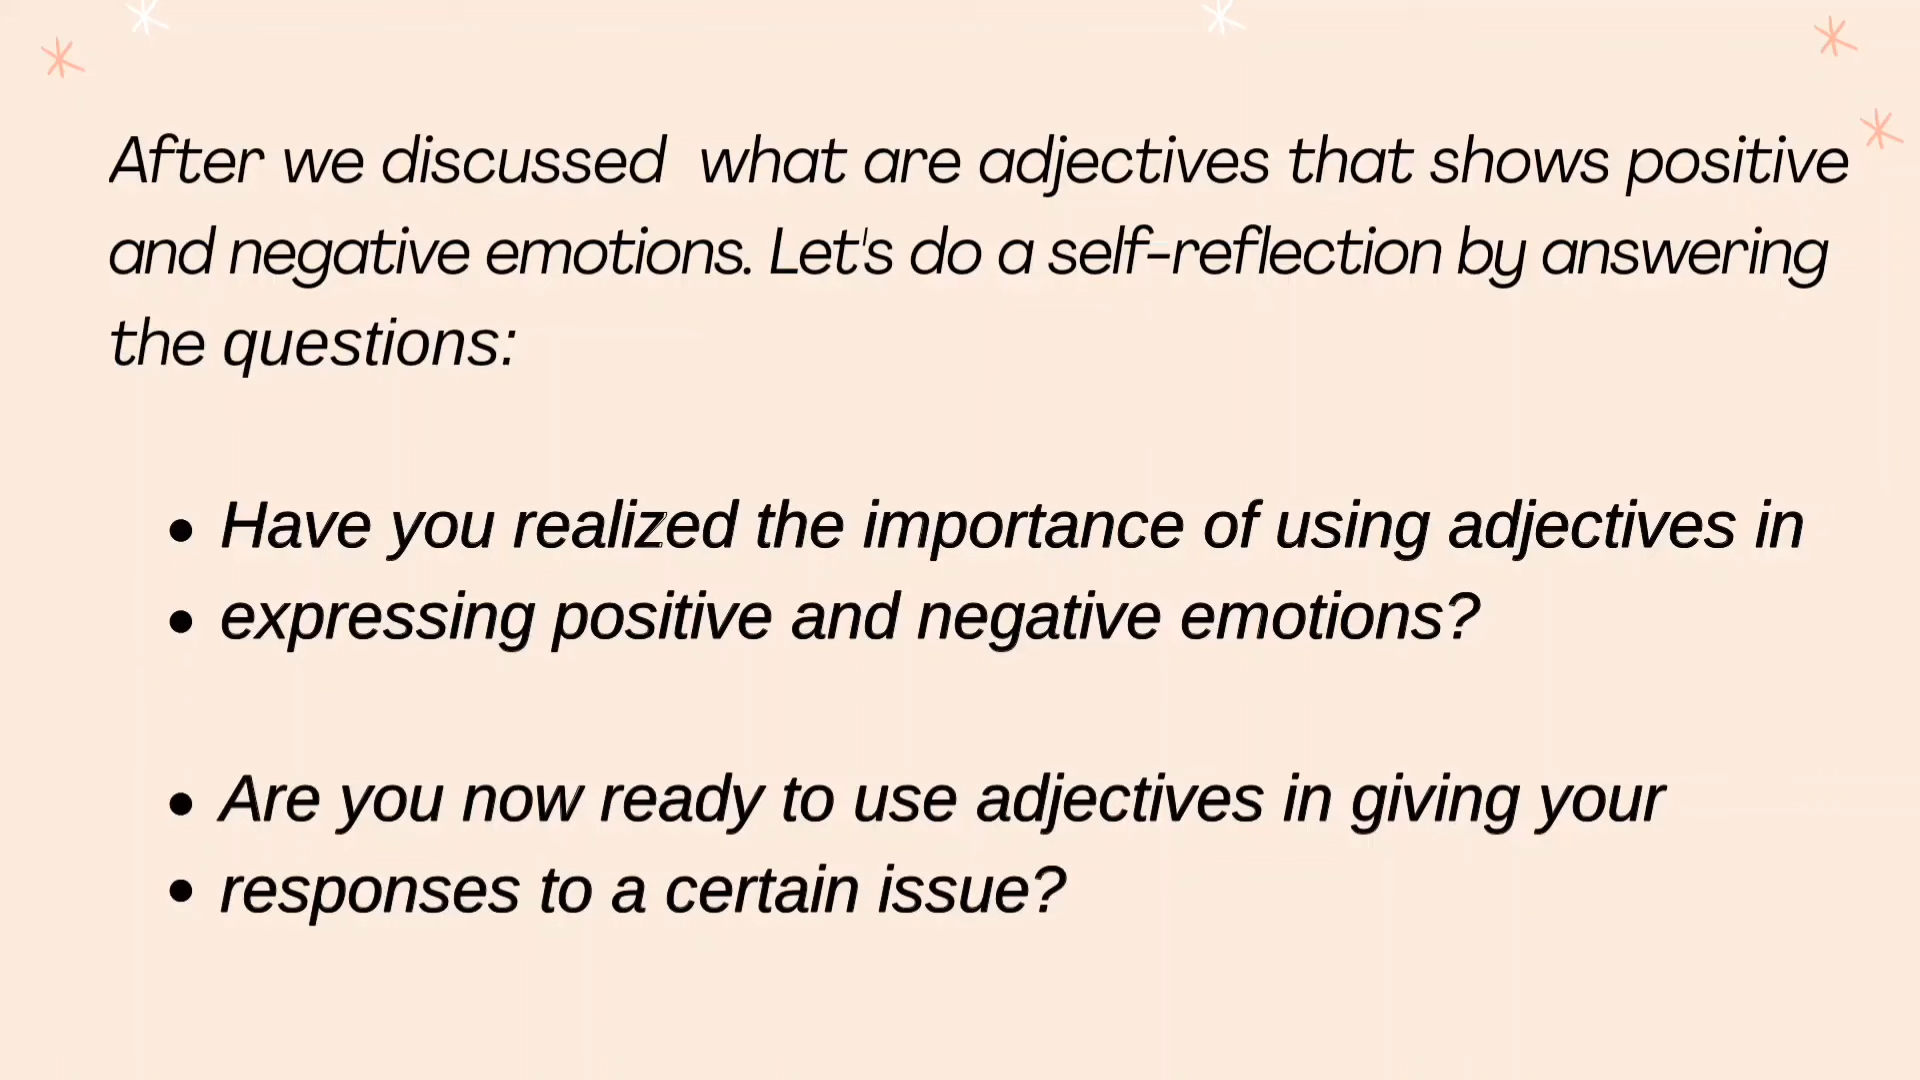 After we discussed what are adjectives that shows positive
and negative emotions. Let's do a self-reflection by answering
the questions:
• Have you realized the importance of using adjectives in
• expressing positive and negative emotions?
• Are you now ready to use adjectives in giving your
• responses to a certain issue?